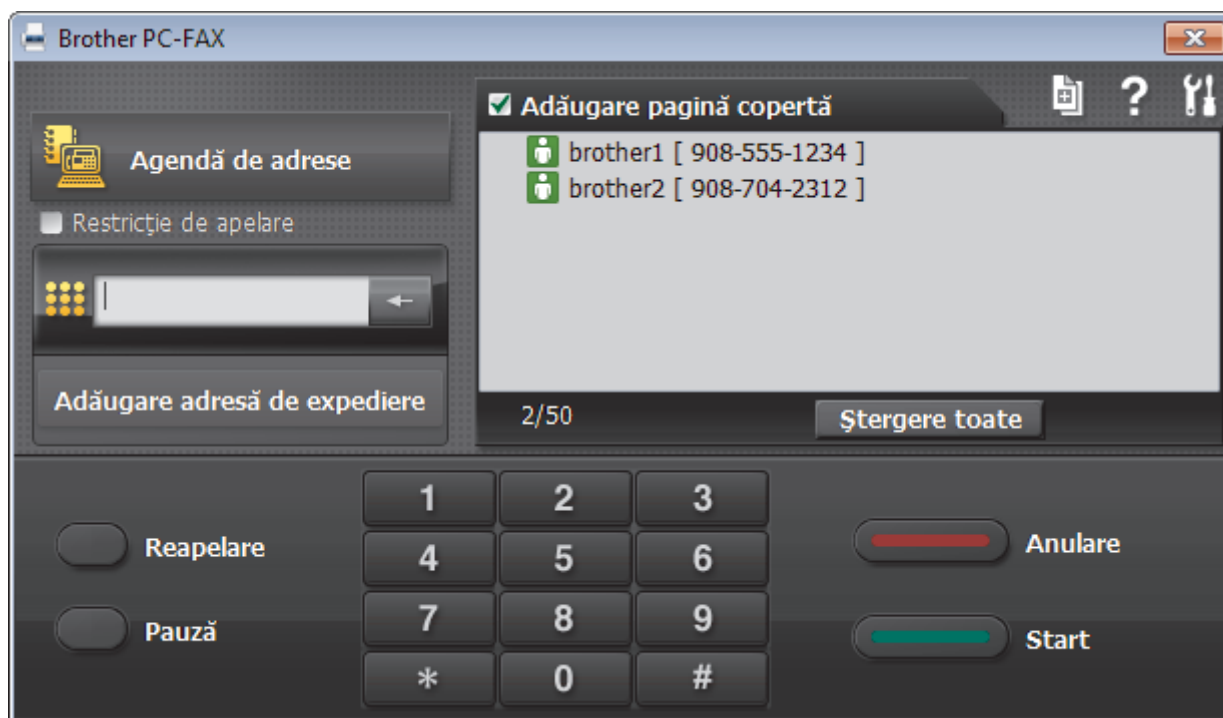 Brother PC-FAX
Adăugare pagină copertă
?
Agendă de adrese
brother1 [ 908-555-1234 ]
brother2 [ 908-704-2312 ]
Restricţie de apelare
Adăugare adresă de expediere
2/50
Ştergere toate
1 2 3
Reapelare
4 5 6
Anulare
7 8 9
Pauză
Start
* 0 #